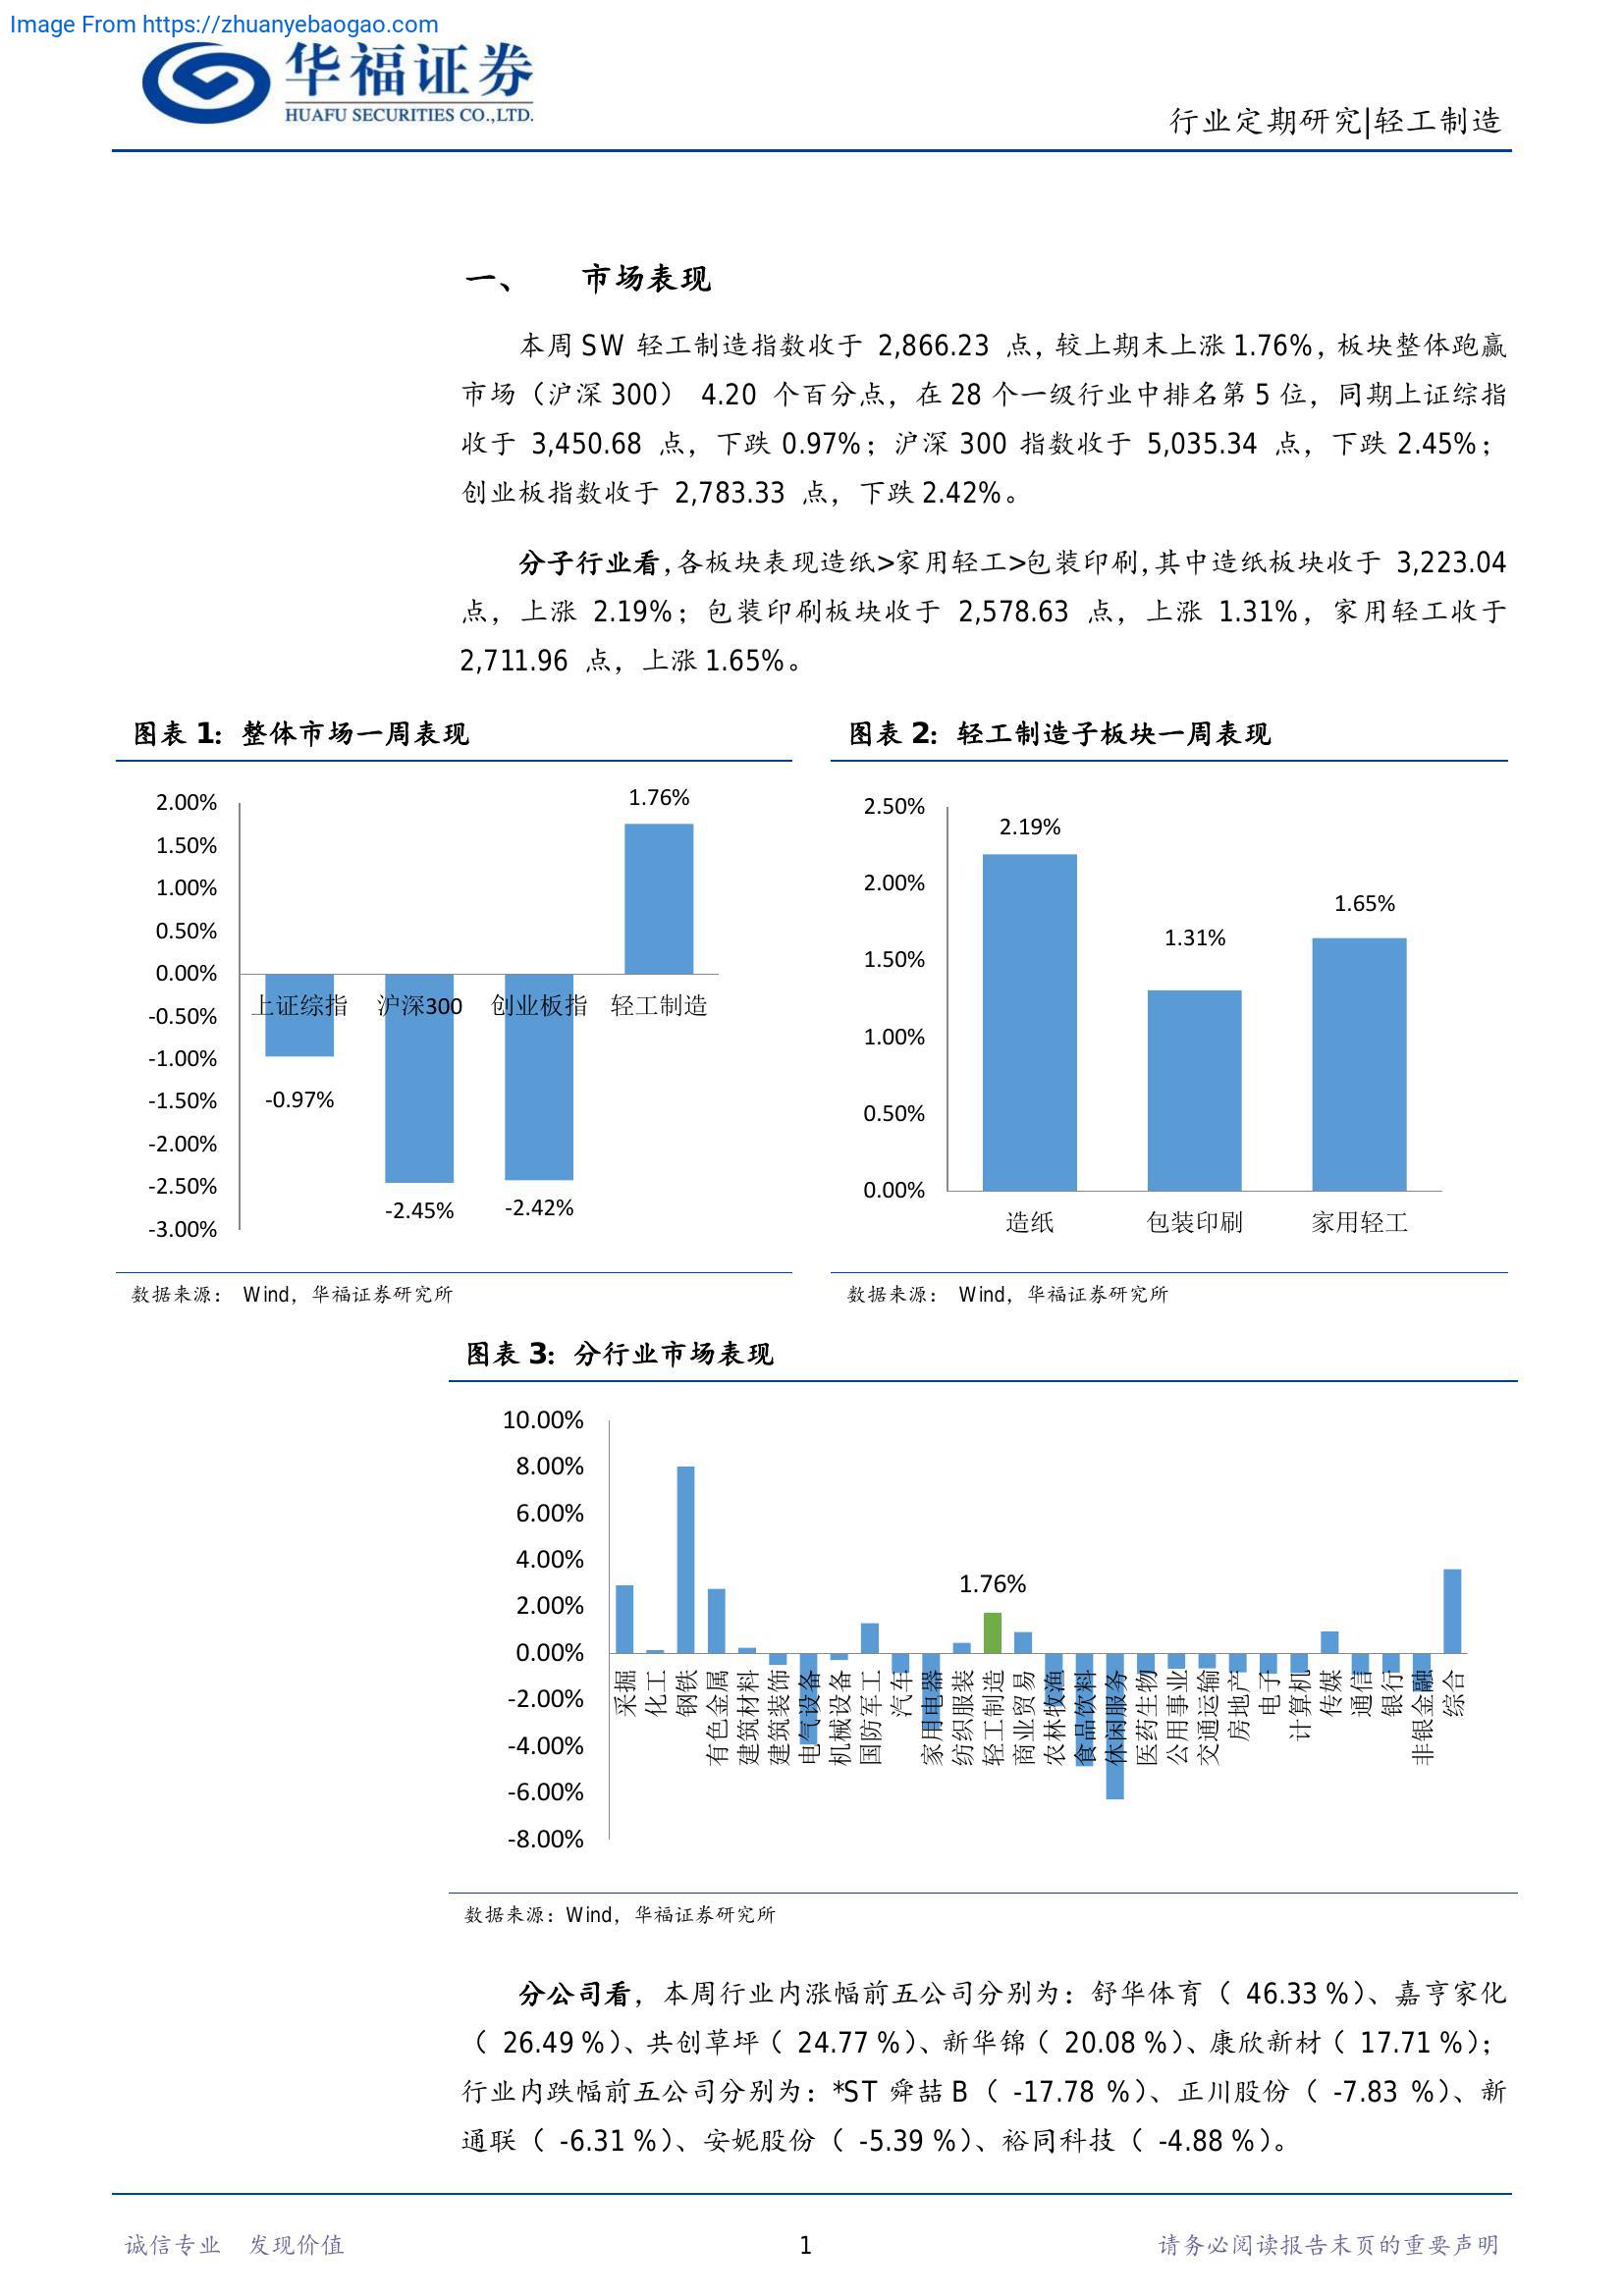 Image From https://zhuanyebaogao.com
华福证券
HUAFU SECURITIES CO.,LTD.
行业定期研究|轻工制造
一、 市场表现
本周 SW 轻工制造指数收于 2,866.23 点，较上期末上涨 1.76%，板块整体跑赢
市场（沪深 300） 4.20 个百分点，在 28 个一级行业中排名第 5 位，同期上证综指
收于 3,450.68 点，下跌 0.97%；沪深 300 指数收于 5,035.34 点，下跌 2.45%；
创业板指数收于 2,783.33 点，下跌 2.42%。
分子行业看，各板块表现造纸>家用轻工>包装印刷，其中造纸板块收于 3,223.04
点，上涨 2.19%；包装印刷板块收于 2,578.63 点，上涨 1.31%，家用轻工收于
2,711.96 点，上涨 1.65%。
图表 1：整体市场一周表现
2.00%
1.50%
1.00%
0.50%
0.00%
-0.50%
-1.00%
-1.50%
-2.00%
-2.50%
-3.00%
1.76%
上证综指 沪深300 创业板指 轻工制造
-0.97%
-2.45%
-2.42%
数据来源： Wind，华福证券研究所
图表 2：轻工制造子板块一周表现
2.50%
2.00%
1.50%
1.00%
0.50%
0.00%
2.19%
1.31%
1.65%
造纸 包装印刷 家用轻工
数据来源： Wind，华福证券研究所
图表 3：分行业市场表现
10.00%
8.00%
6.00%
4.00%
2.00%
0.00%
-2.00%
-4.00%
-6.00%
-8.00%
1.76%
采掘
化工
钢铁
有色金属
建筑材料
建筑装饰
电气设备
机械设备
国防军工
汽车
家用电器
纺织服装
轻工制造
商业贸易
农林牧渔
食品饮料
休闲服务
医药生物
公用事业
交通运输
房地产
电子
计算机
传媒
通信
银行
非银金融
综合
数据来源：Wind，华福证券研究所
分公司看，本周行业内涨幅前五公司分别为：舒华体育（ 46.33 %）、嘉亨家化
（ 26.49 %）、共创草坪（ 24.77 %）、新华锦（ 20.08 %）、康欣新材（ 17.71 %）；
行业内跌幅前五公司分别为：*ST 舜喆 B（ -17.78 %）、正川股份（ -7.83 %）、新
通联（ -6.31 %）、安妮股份（ -5.39 %）、裕同科技（ -4.88 %）。
诚信专业 发现价值
1
请务必阅读报告末页的重要声明